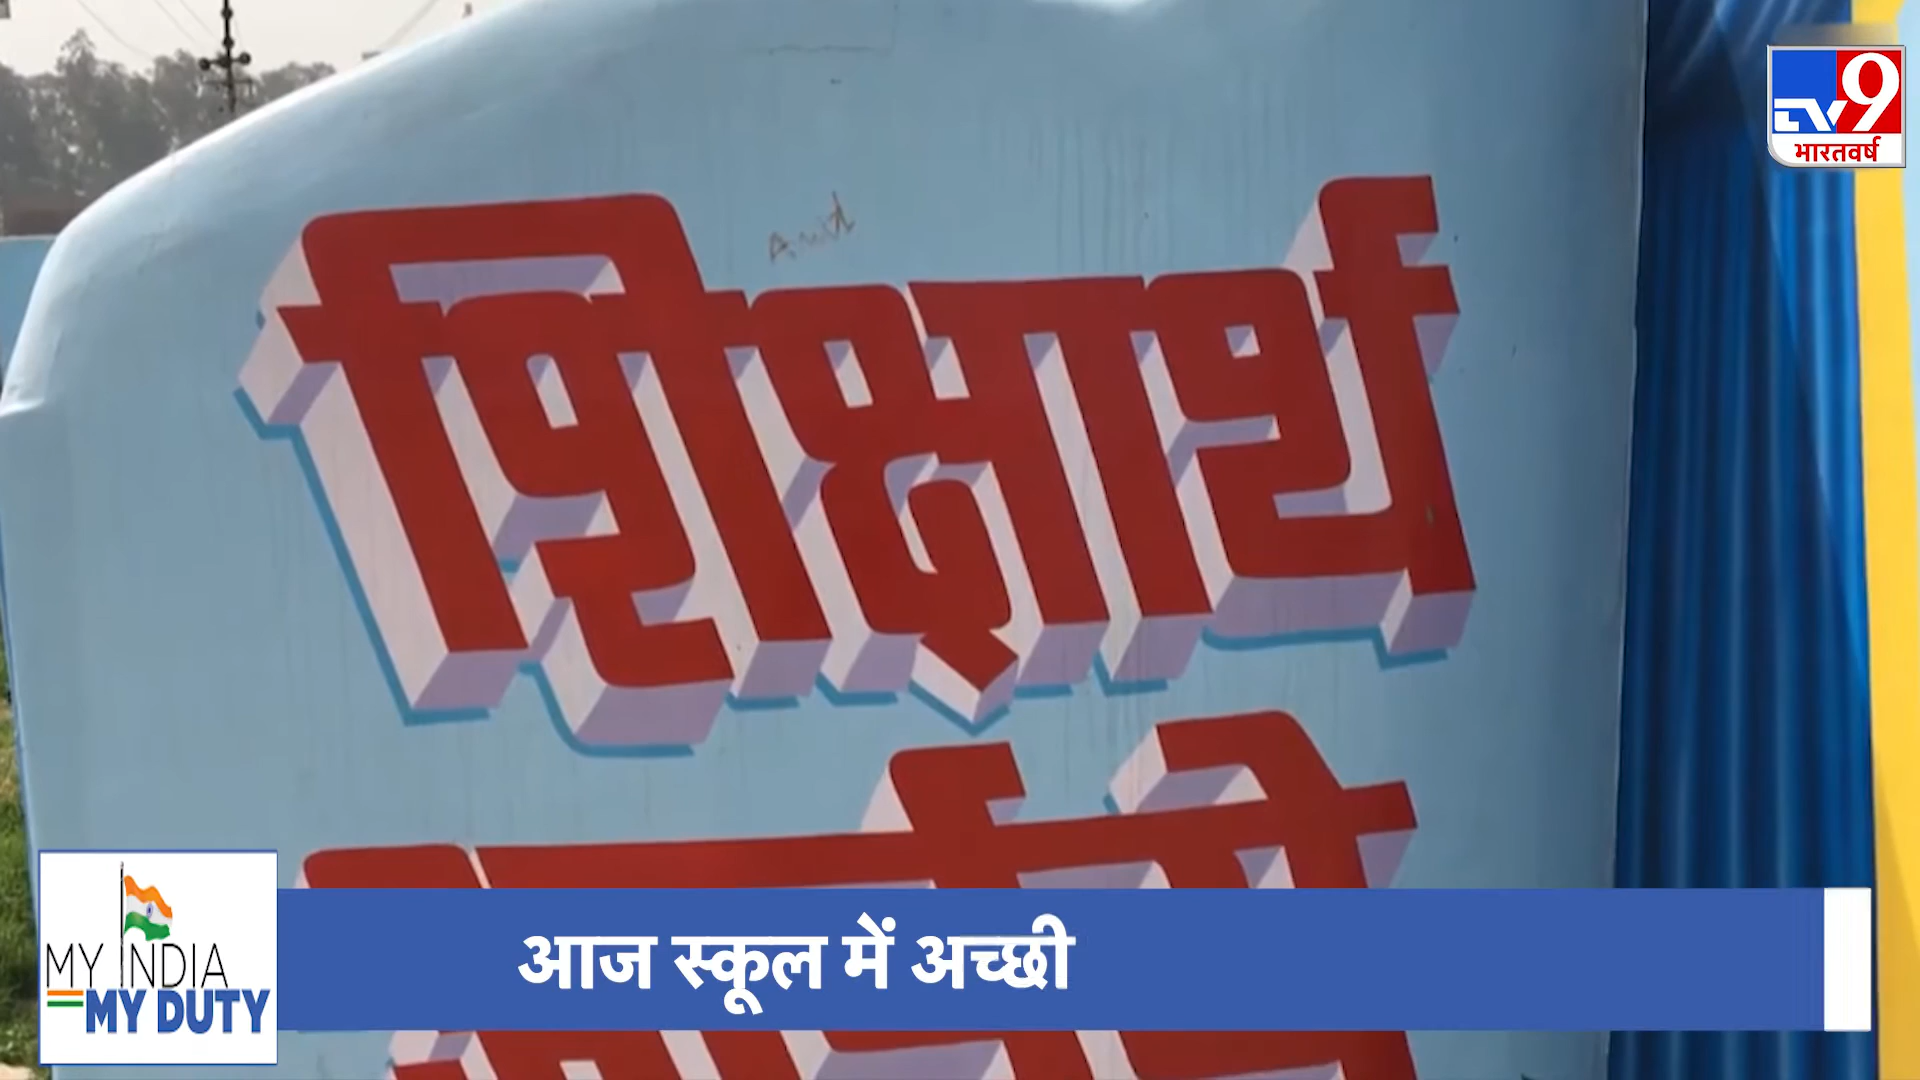 TV9
भारतवर्ष
शिक्षार्थ
MY INDIA
MY DUTY
आज स्कूल में अच्छी